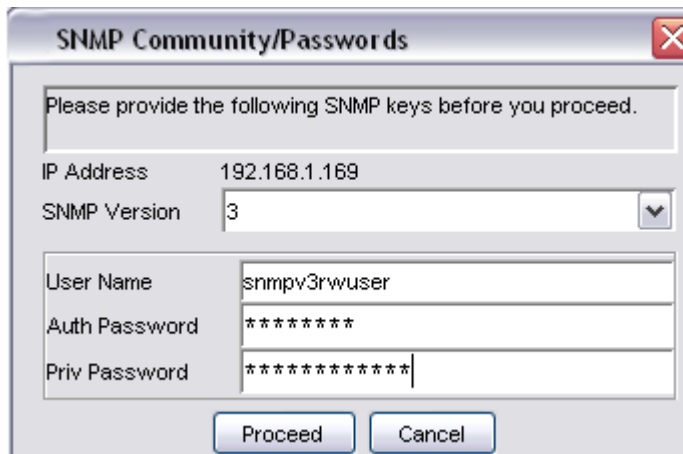 SNMP Community/Passwords
Please provide the following SNMP keys before you proceed.
IP Address 192.168.1.169
SNMP Version 3
User Name snmpv3rwuser
Auth Password ********
Priv Password ************
Proceed Cancel